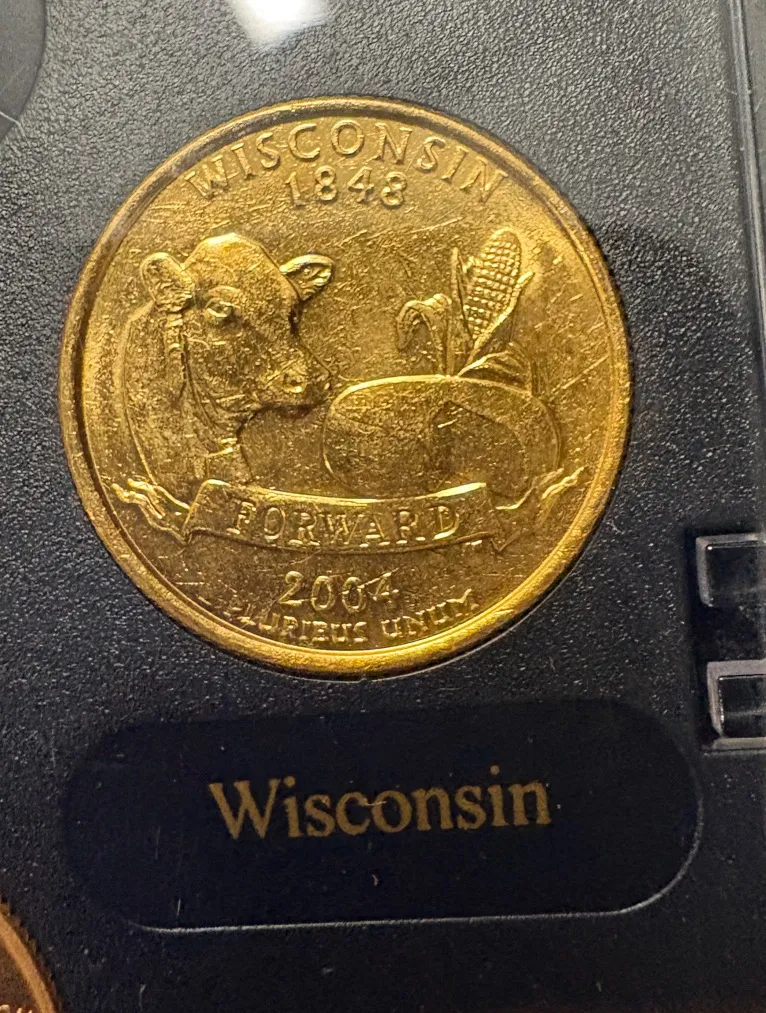 WISCONSIN
1848
FORWARD
2004
E PLURIBUS UNUM
Wisconsin